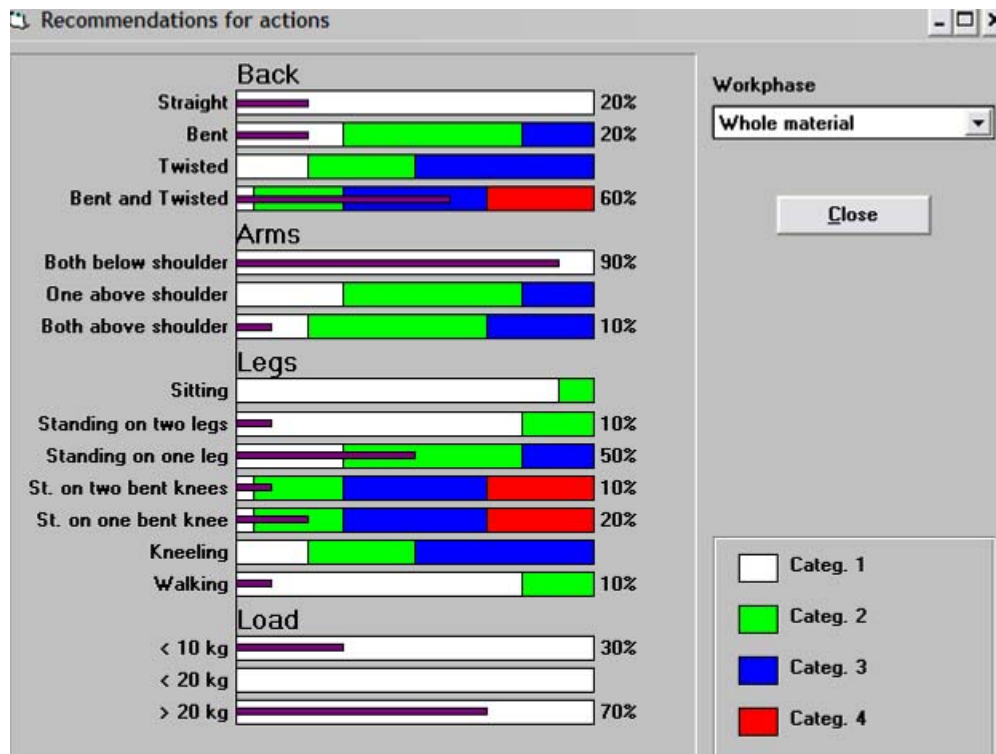 Recommendations for actions
Back
Straight 20%
Bent 20%
Twisted
Bent and Twisted 60%
Arms
Both below shoulder 90%
One above shoulder
Both above shoulder 10%
Legs
Sitting
Standing on two legs 10%
Standing on one leg 50%
St. on two bent knees 10%
St. on one bent knee 20%
Kneeling
Walking 10%
Load
< 10 kg 30%
< 20 kg
> 20 kg 70%
Workphase
Whole material
Close
Categ. 1
Categ. 2
Categ. 3
Categ. 4